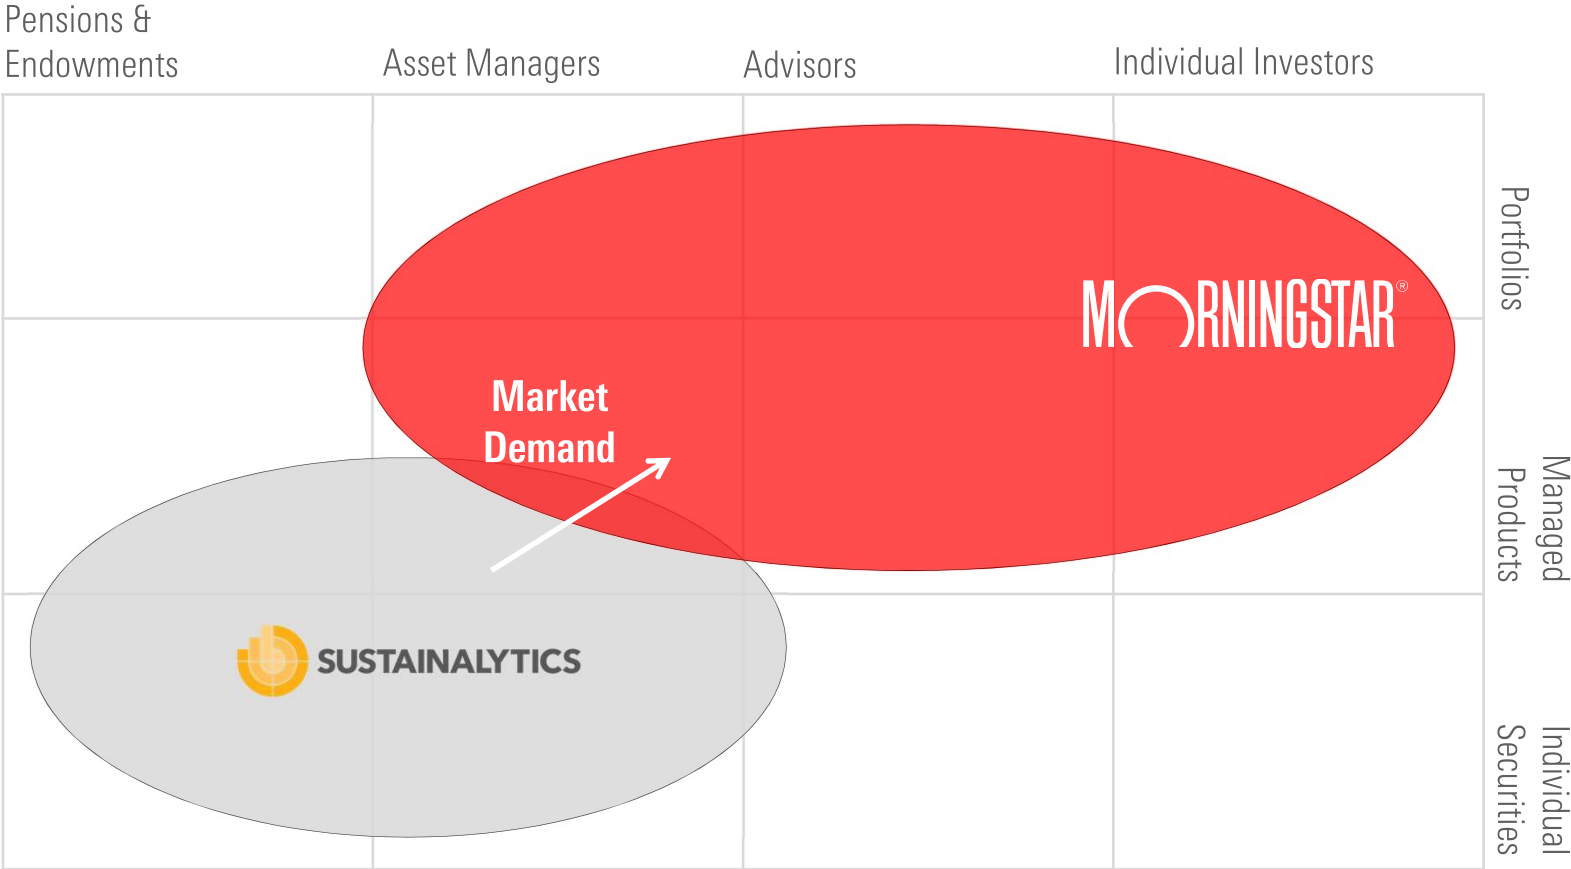 Pensions &
Endowments
Asset Managers
Advisors
Individual Investors
Portfolios
MORNINGSTAR®
Market
Demand
Managed
Products
SUSTAINALYTICS
Individual
Securities